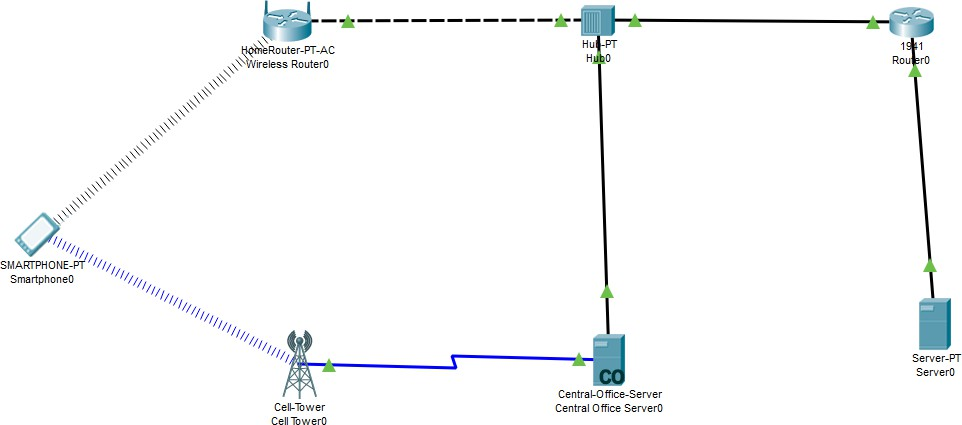 HomeRouter-PT-AC
Wireless Router0
Hub-PT
Hub0
1941
Router0
SMARTPHONE-PT
Smartphone0
Server-PT
Server0
CO
Central-Office-Server
Central Office Server0
Cell-Tower
Cell Tower0